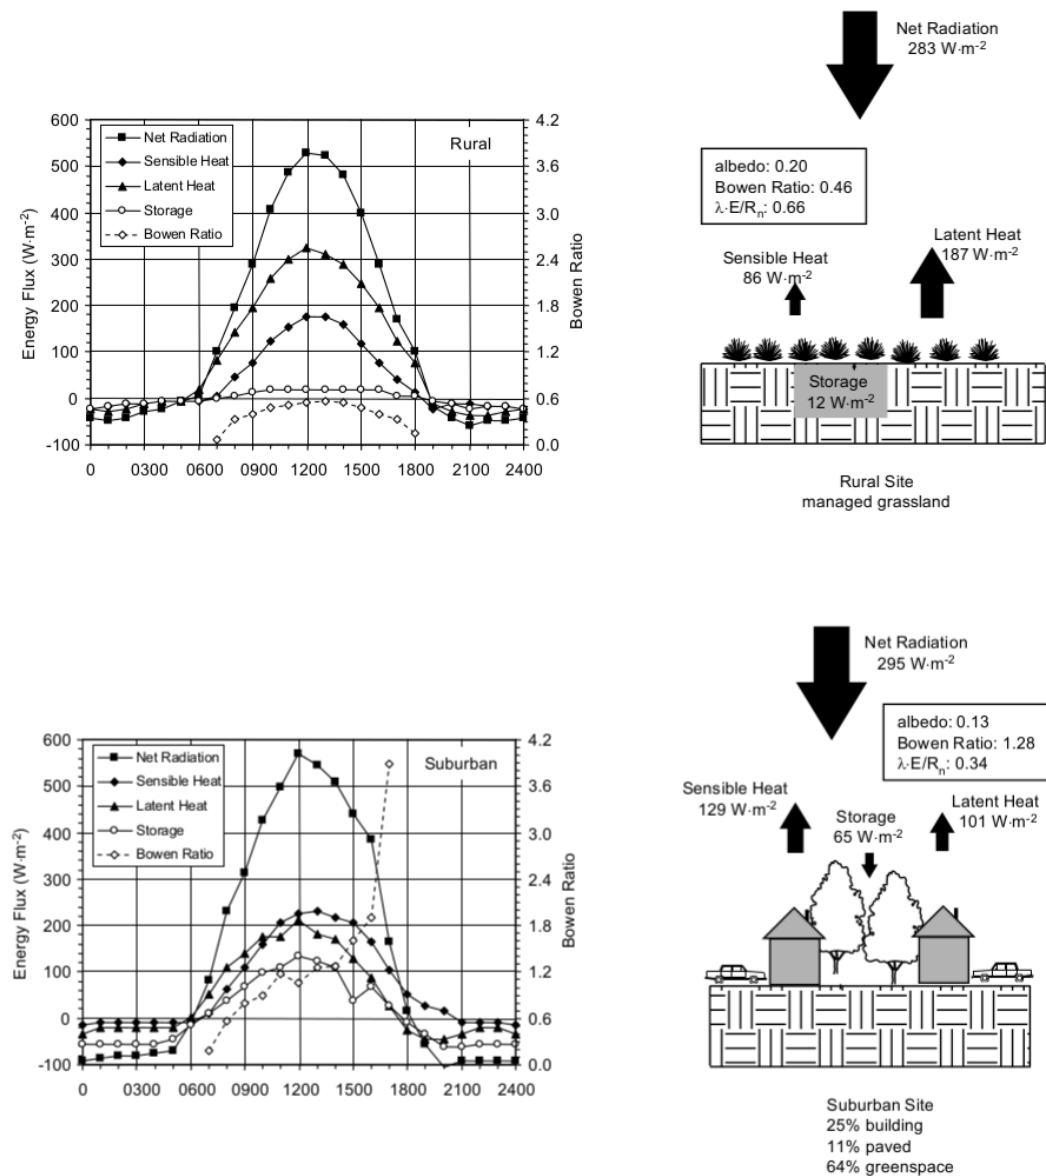 Net Radiation
283 W·m-2
600
500
400
300
200
100
0
-100
Energy Flux (W·m-2)
Net Radiation
Sensible Heat
Latent Heat
Storage
Bowen Ratio
Rural
4.2
3.6
3.0
2.4
1.8
1.2
0.6
0.0
Bowen Ratio
0 0300 0600 0900 1200 1500 1800 2100 2400
albedo: 0.20
Bowen Ratio: 0.46
λ·E/Rn: 0.66
Sensible Heat
86 W·m-2
Latent Heat
187 W·m-2
Storage
12 W·m-2
Rural Site
managed grassland
Net Radiation
295 W·m-2
600
500
400
300
200
100
0
-100
Energy Flux (W·m-2)
Net Radiation
Sensible Heat
Latent Heat
Storage
Bowen Ratio
Suburban
4.2
3.6
3.0
2.4
1.8
1.2
0.6
0.0
Bowen Ratio
0 0300 0600 0900 1200 1500 1800 2100 2400
albedo: 0.13
Bowen Ratio: 1.28
λ·E/Rn: 0.34
Sensible Heat
129 W·m-2
Storage
65 W·m-2
Latent Heat
101 W·m-2
Suburban Site
25% building
11% paved
64% greenspace